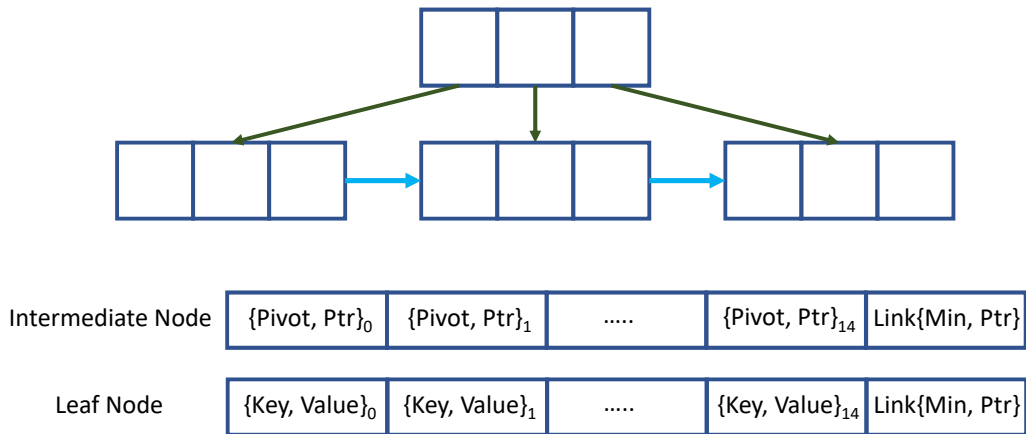 Intermediate Node {Pivot, Ptr}₀ {Pivot, Ptr}₁ ..... {Pivot, Ptr}₁₄ Link{Min, Ptr}
Leaf Node {Key, Value}₀ {Key, Value}₁ ..... {Key, Value}₁₄ Link{Min, Ptr}